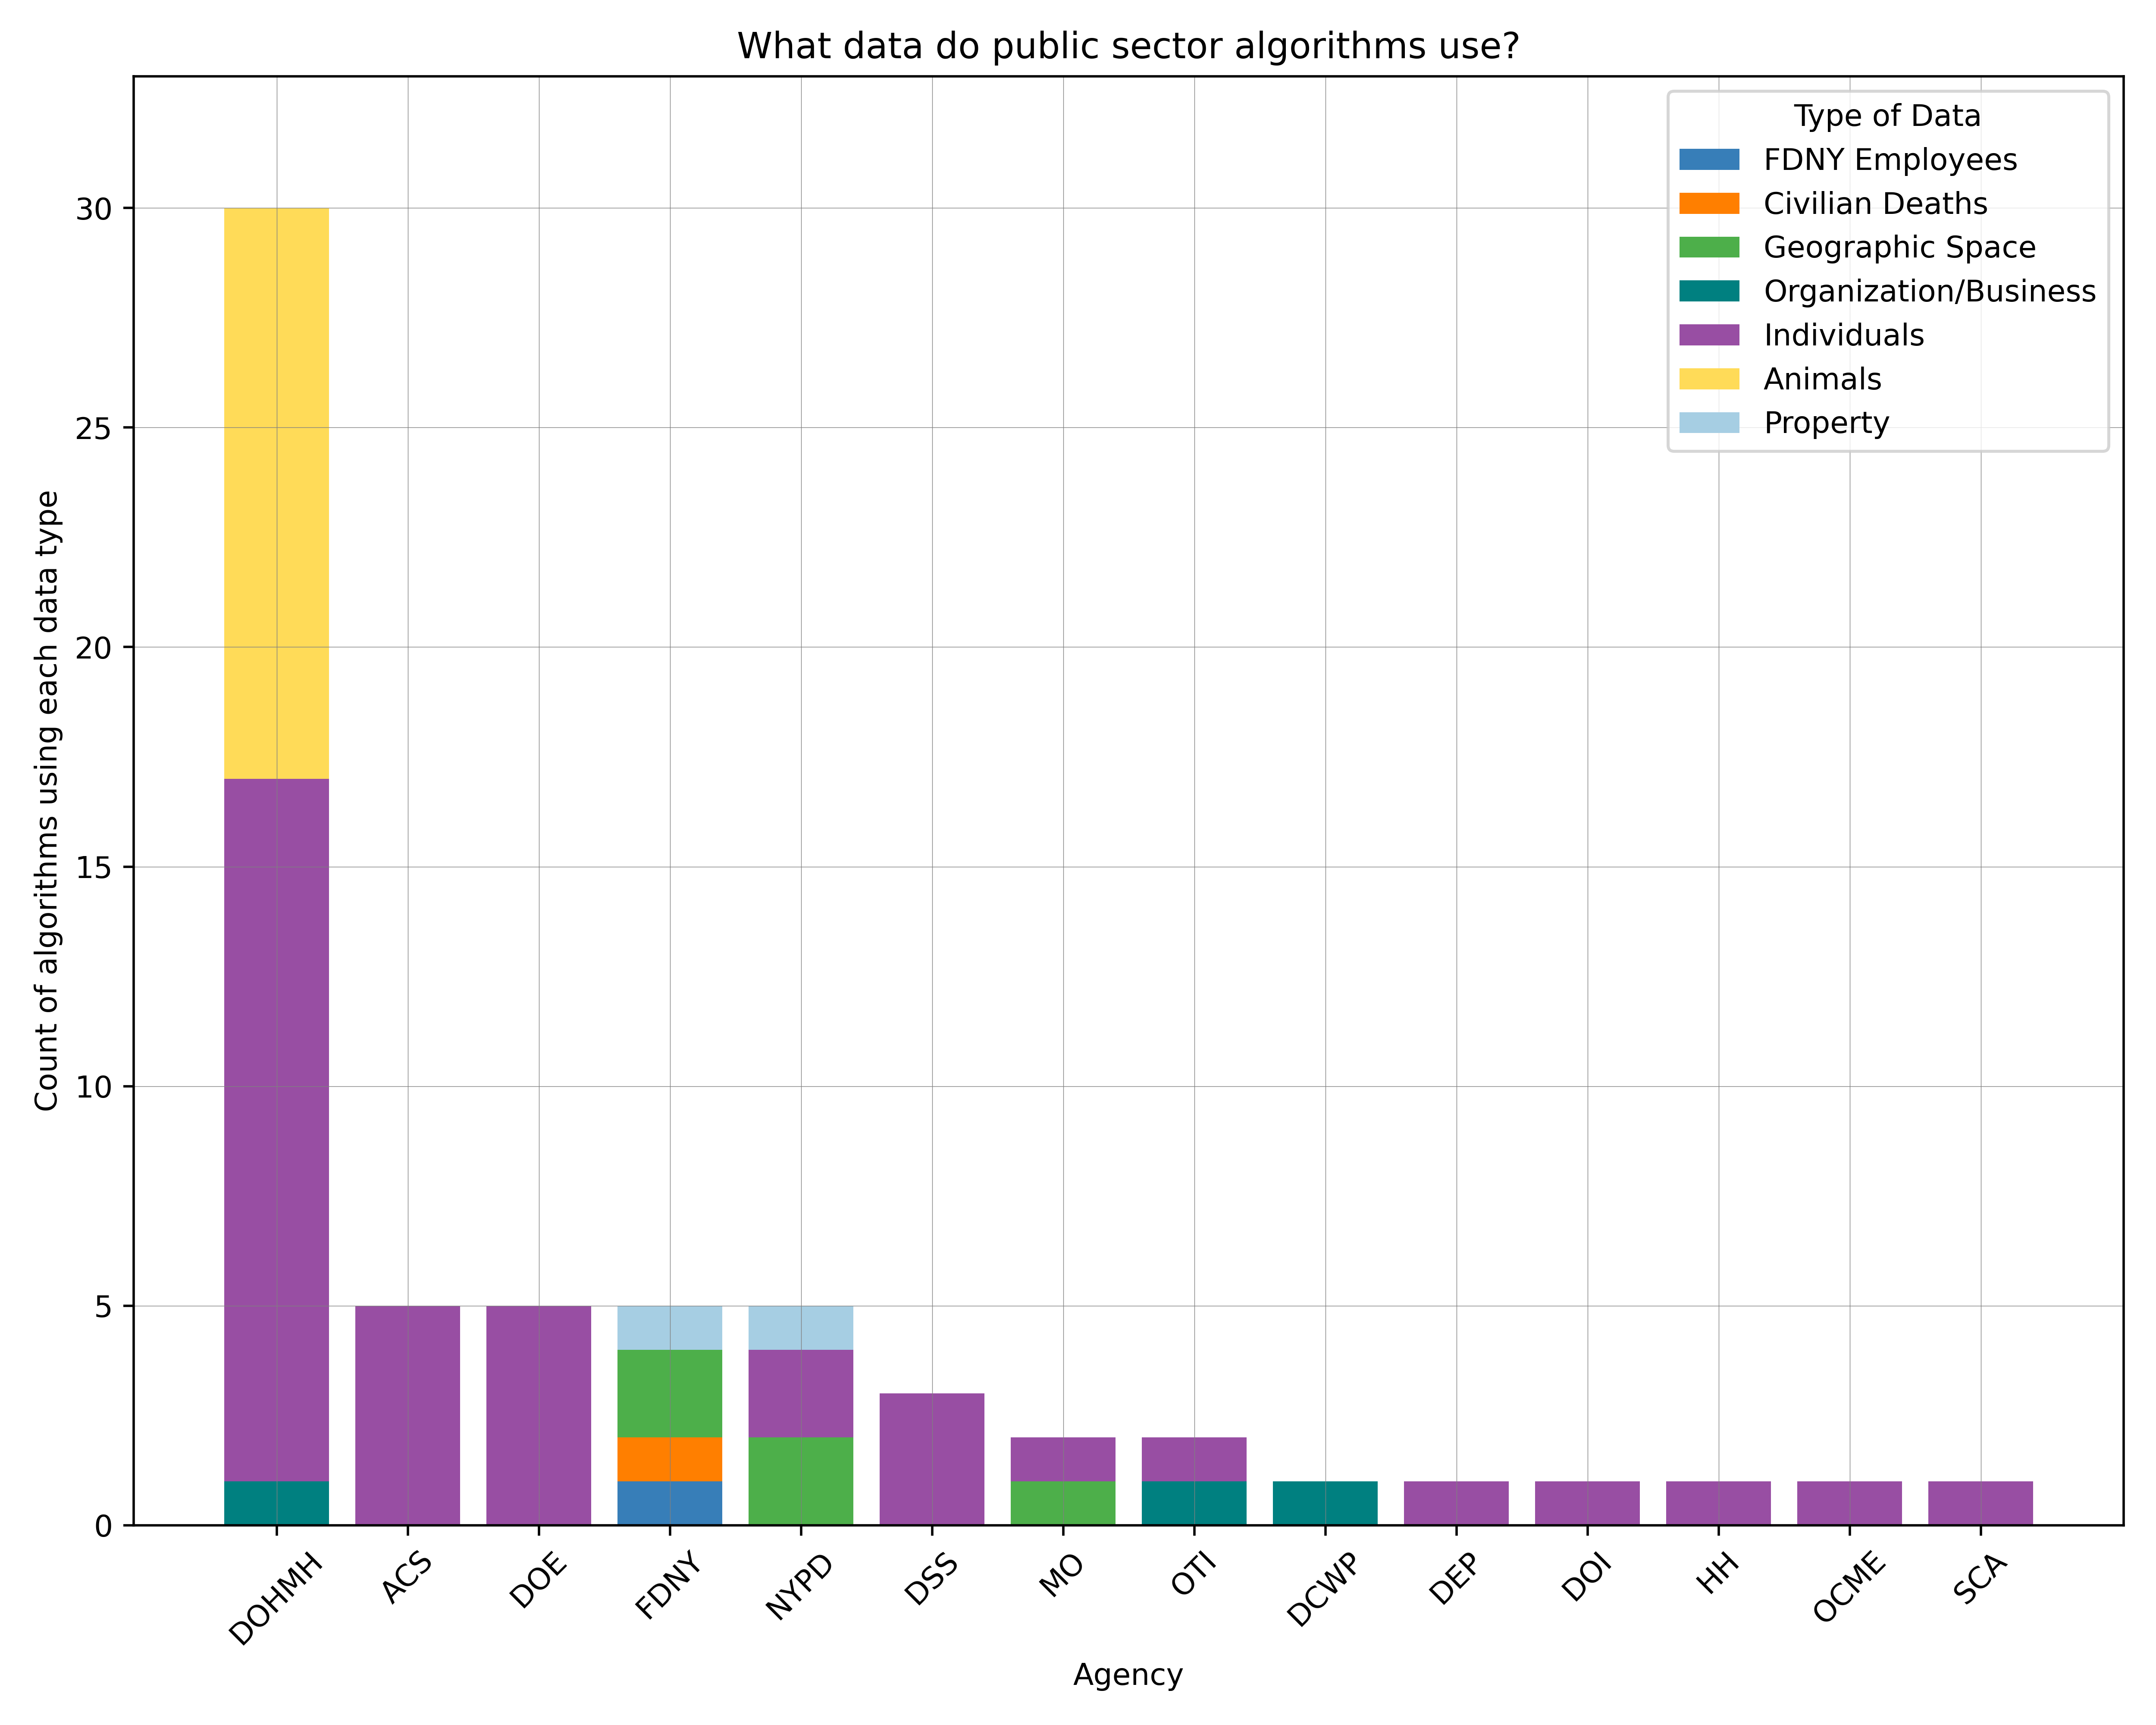 What data do public sector algorithms use?
Type of Data
FDNY Employees
Civilian Deaths
Geographic Space
Organization/Business
Individuals
Animals
Property
Count of algorithms using each data type
30
25
20
15
10
5
0
DOHMH
ACS
DOE
FDNY
NYPD
DSS
MO
OTI
DCWP
DEP
DOI
HH
OCME
SCA
Agency